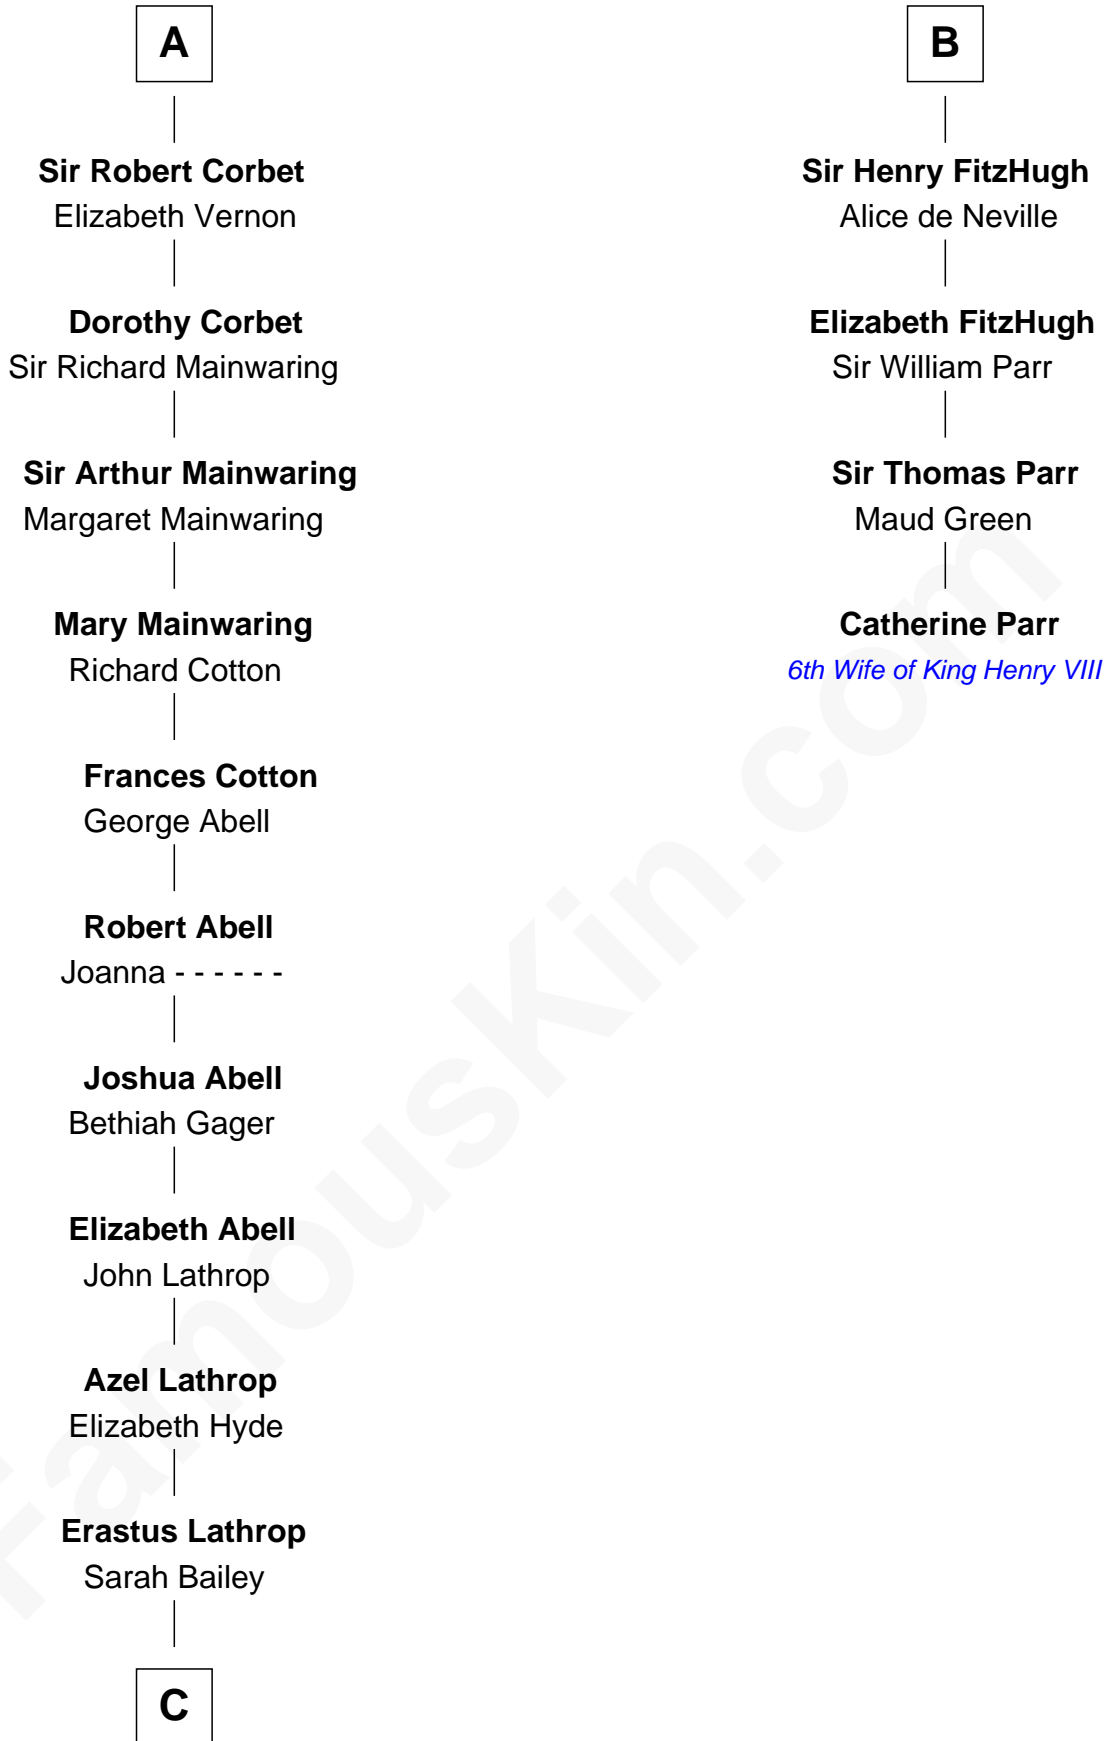 A
Sir Robert Corbet
Elizabeth Vernon
Dorothy Corbet
Sir Richard Mainwaring
Sir Arthur Mainwaring
Margaret Mainwaring
Mary Mainwaring
Richard Cotton
Frances Cotton
George Abell
Robert Abell
Joanna - - - - - -
Joshua Abell
Bethiah Gager
Elizabeth Abell
John Lathrop
Azel Lathrop
Elizabeth Hyde
Erastus Lathrop
Sarah Bailey
C
B
Sir Henry FitzHugh
Alice de Neville
Elizabeth FitzHugh
Sir William Parr
Sir Thomas Parr
Maud Green
Catherine Parr
6th Wife of King Henry VIII
FamousKin.com